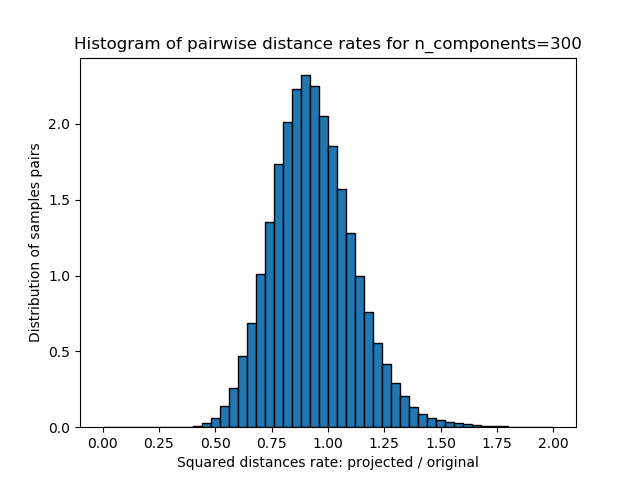 Histogram of pairwise distance rates for n_components=300
Distribution of samples pairs
2.0
1.5
1.0
0.5
0.0
0.00 0.25 0.50 0.75 1.00 1.25 1.50 1.75 2.00
Squared distances rate: projected / original